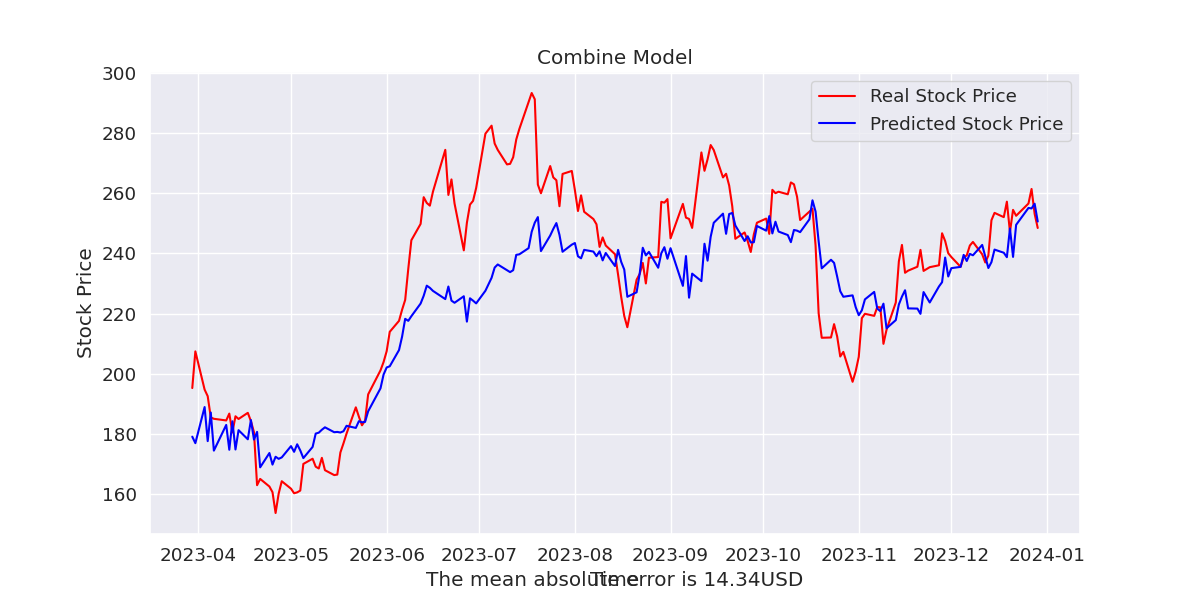 Combine Model
Real Stock Price
Predicted Stock Price
Stock Price
300
280
260
240
220
200
180
160
2023-04 2023-05 2023-06 2023-07 2023-08 2023-09 2023-10 2023-11 2023-12 2024-01
The mean absolute error is 14.34USD
Time